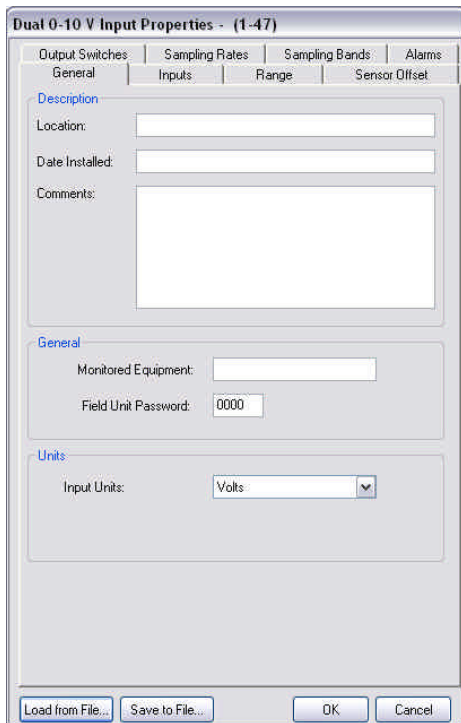 Dual 0-10 V Input Properties - (1-47)
Output Switches Sampling Rates Sampling Bands Alarms
General Inputs Range Sensor Offset
Description
Location:
Date Installed:
Comments:
General
Monitored Equipment:
Field Unit Password: 0000
Units
Input Units: Volts
Load from File... Save to File... OK Cancel